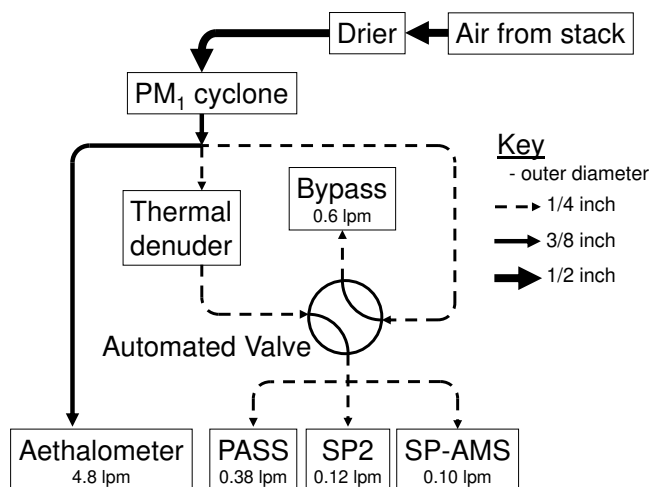 Drier
Air from stack
PM₁ cyclone
Key
- outer diameter
1/4 inch
3/8 inch
1/2 inch
Bypass
0.6 lpm
Thermal
denuder
Automated Valve
Aethalometer
4.8 lpm
PASS
0.38 lpm
SP2
0.12 lpm
SP-AMS
0.10 lpm